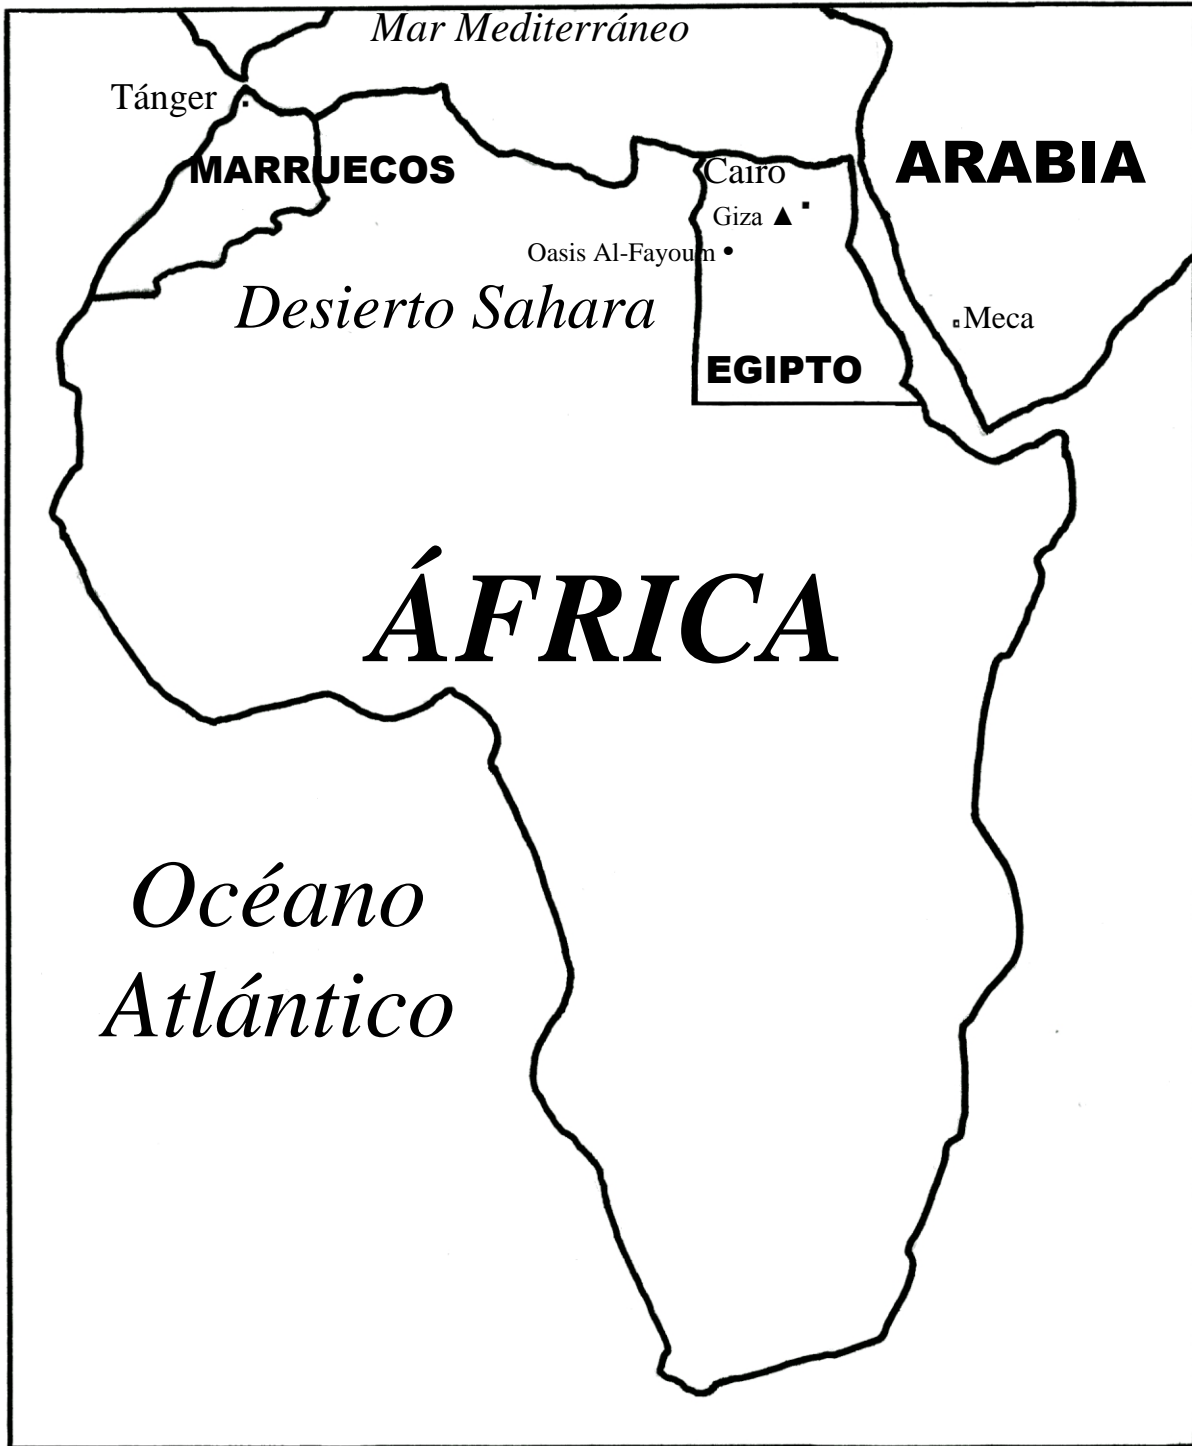 Mar Mediterráneo
Tánger
MARRUECOS
ARABIA
Cairo
Giza
Oasis Al-Fayoum
Desierto Sahara
Meca
EGIPTO
ÁFRICA
Océano
Atlántico